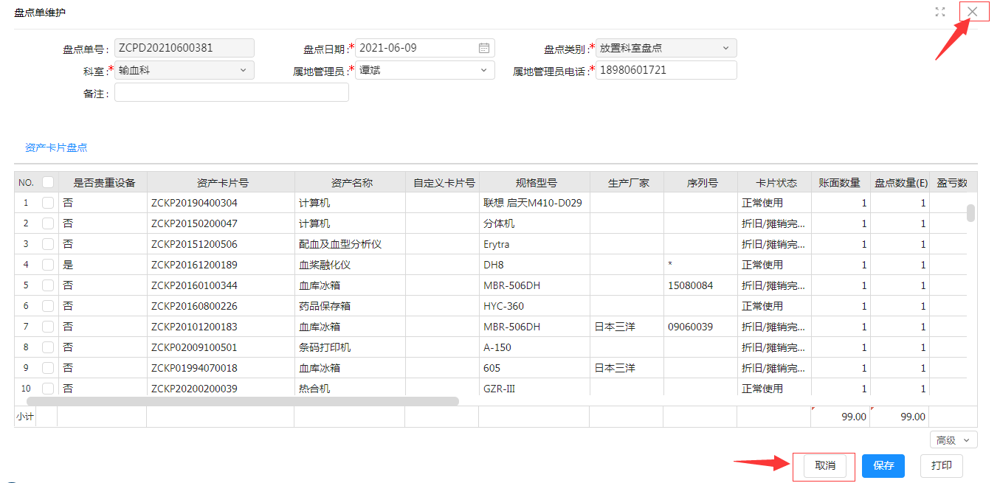 盘点单维护
盘点单号: ZCPD20210600381 盘点日期:* 2021-06-09 盘点类别:* 放置科室盘点
科室:* 输血科 属地管理员:* 谭斌 属地管理员电话:* 18980601721
备注:
资产卡片盘点
NO. 是否贵重设备 资产卡片号 资产名称 自定义卡片号 规格型号 生产厂家 序列号 卡片状态 账面数量 盘点数量(E) 盈亏数
1 否 ZCKP20190400304 计算机 联想 启天M410-D029 正常使用 1 1
2 否 ZCKP20150200047 计算机 分体机 折旧/摊销完... 1 1
3 否 ZCKP20151200506 配血及血型分析仪 Erytra 折旧/摊销完... 1 1
4 是 ZCKP20161200189 血浆融化仪 DH8 * 正常使用 1 1
5 否 ZCKP20160100344 血库冰箱 MBR-506DH 15080084 折旧/摊销完... 1 1
6 否 ZCKP20160800226 药品保存箱 HYC-360 正常使用 1 1
7 否 ZCKP20101200183 血库冰箱 MBR-506DH 日本三洋 09060039 折旧/摊销完... 1 1
8 否 ZCKP02009100501 条码打印机 A-150 折旧/摊销完... 1 1
9 否 ZCKP01994070018 血库冰箱 605 日本三洋 折旧/摊销完... 1 1
10 否 ZCKP20200200039 热合机 GZR-III 正常使用 1 1
小计 99.00 99.00
高级
取消 保存 打印